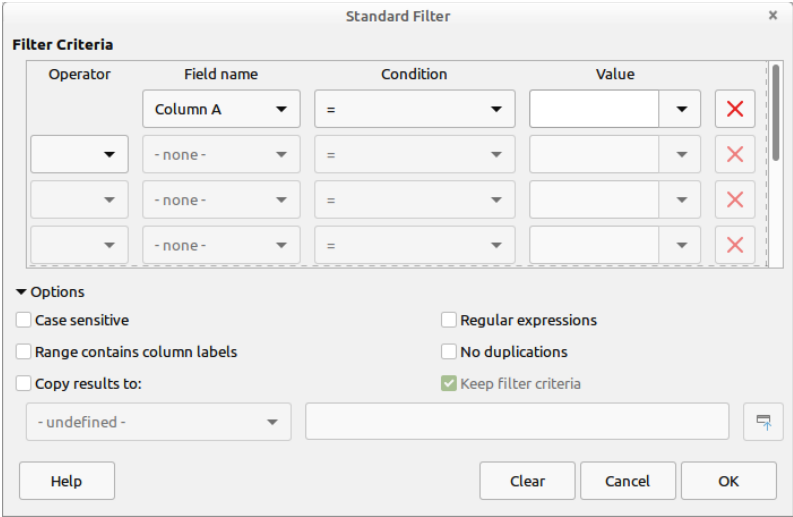 Standard Filter
Filter Criteria
Operator Field name Condition Value
Column A =
- none - =
- none - =
- none - =
Options
Case sensitive Regular expressions
Range contains column labels No duplications
Copy results to: Keep filter criteria
- undefined -
Help Clear Cancel OK